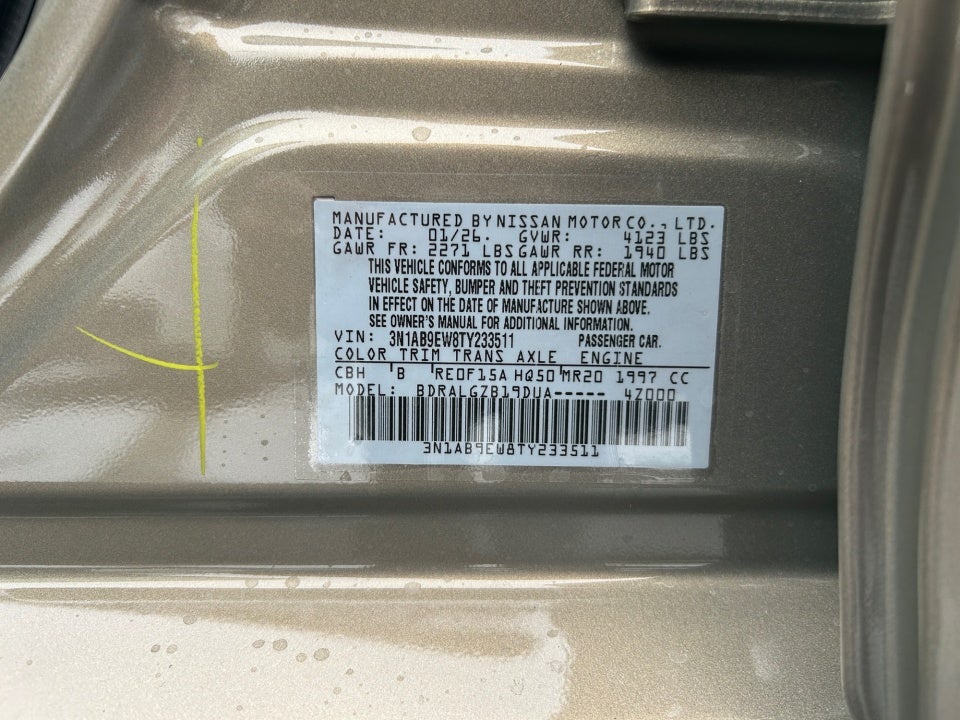 MANUFACTURED BY NISSAN MOTOR CO., LTD.
DATE: 01/26. GVWR: 4123 LBS
GAWR FR: 2271 LBS GAWR RR: 1940 LBS
THIS VEHICLE CONFORMS TO ALL APPLICABLE FEDERAL MOTOR
VEHICLE SAFETY, BUMPER AND THEFT PREVENTION STANDARDS
IN EFFECT ON THE DATE OF MANUFACTURE SHOWN ABOVE.
SEE OWNER'S MANUAL FOR ADDITIONAL INFORMATION.
VIN: 3N1AB9EW8TY233511 PASSENGER CAR.
COLOR TRIM TRANS AXLE ENGINE
CBH 'B 'RE0F15A HQ50'MR20 1997 CC
MODEL: BDRALGZB19DUA----- 4Z000
3N1AB9EW8TY233511